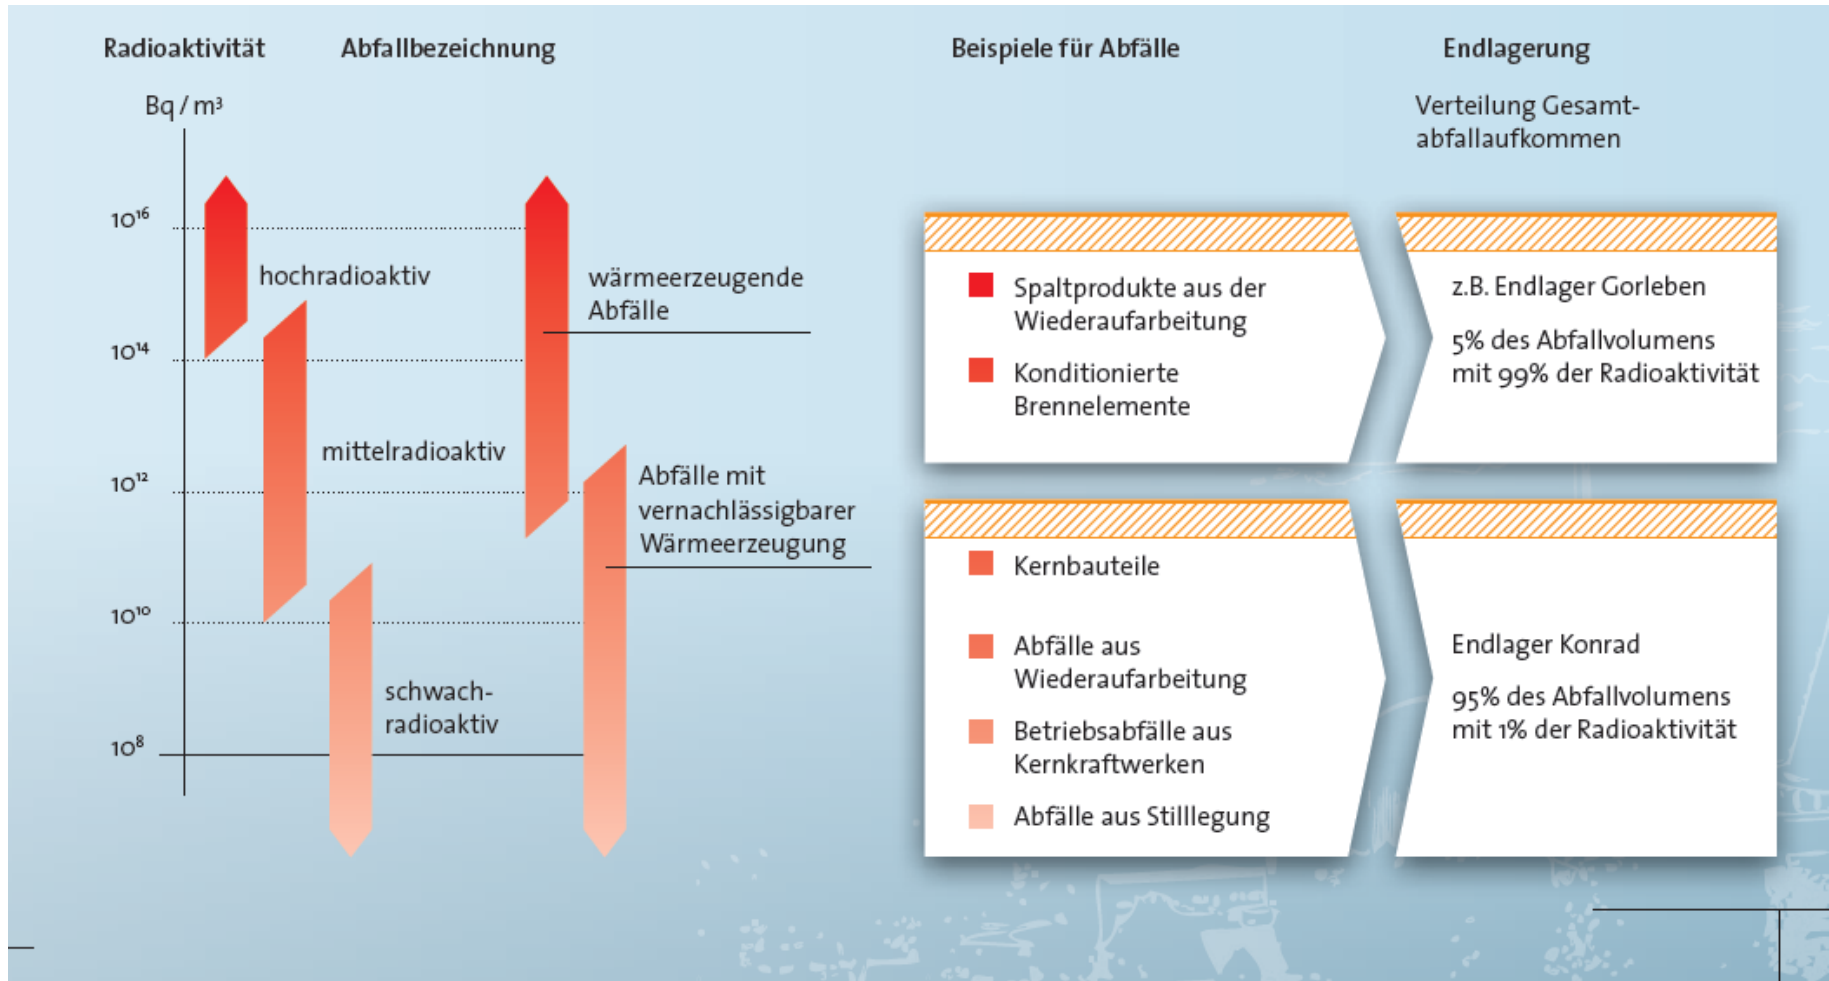 Radioaktivität
Abfallbezeichnung
Beispiele für Abfälle
Endlagerung
Bq / m³
Verteilung Gesamt-
abfallaufkommen
10¹⁶
10¹⁴
10¹²
10¹⁰
10⁸
hochradioaktiv
mittelradioaktiv
schwach-
radioaktiv
wärmeerzeugende
Abfälle
Abfälle mit
vernachlässigbarer
Wärmeerzeugung
Spaltprodukte aus der
Wiederaufarbeitung
Konditionierte
Brennelemente
z.B. Endlager Gorleben
5% des Abfallvolumens
mit 99% der Radioaktivität
Kernbauteile
Abfälle aus
Wiederaufarbeitung
Betriebsabfälle aus
Kernkraftwerken
Abfälle aus Stilllegung
Endlager Konrad
95% des Abfallvolumens
mit 1% der Radioaktivität